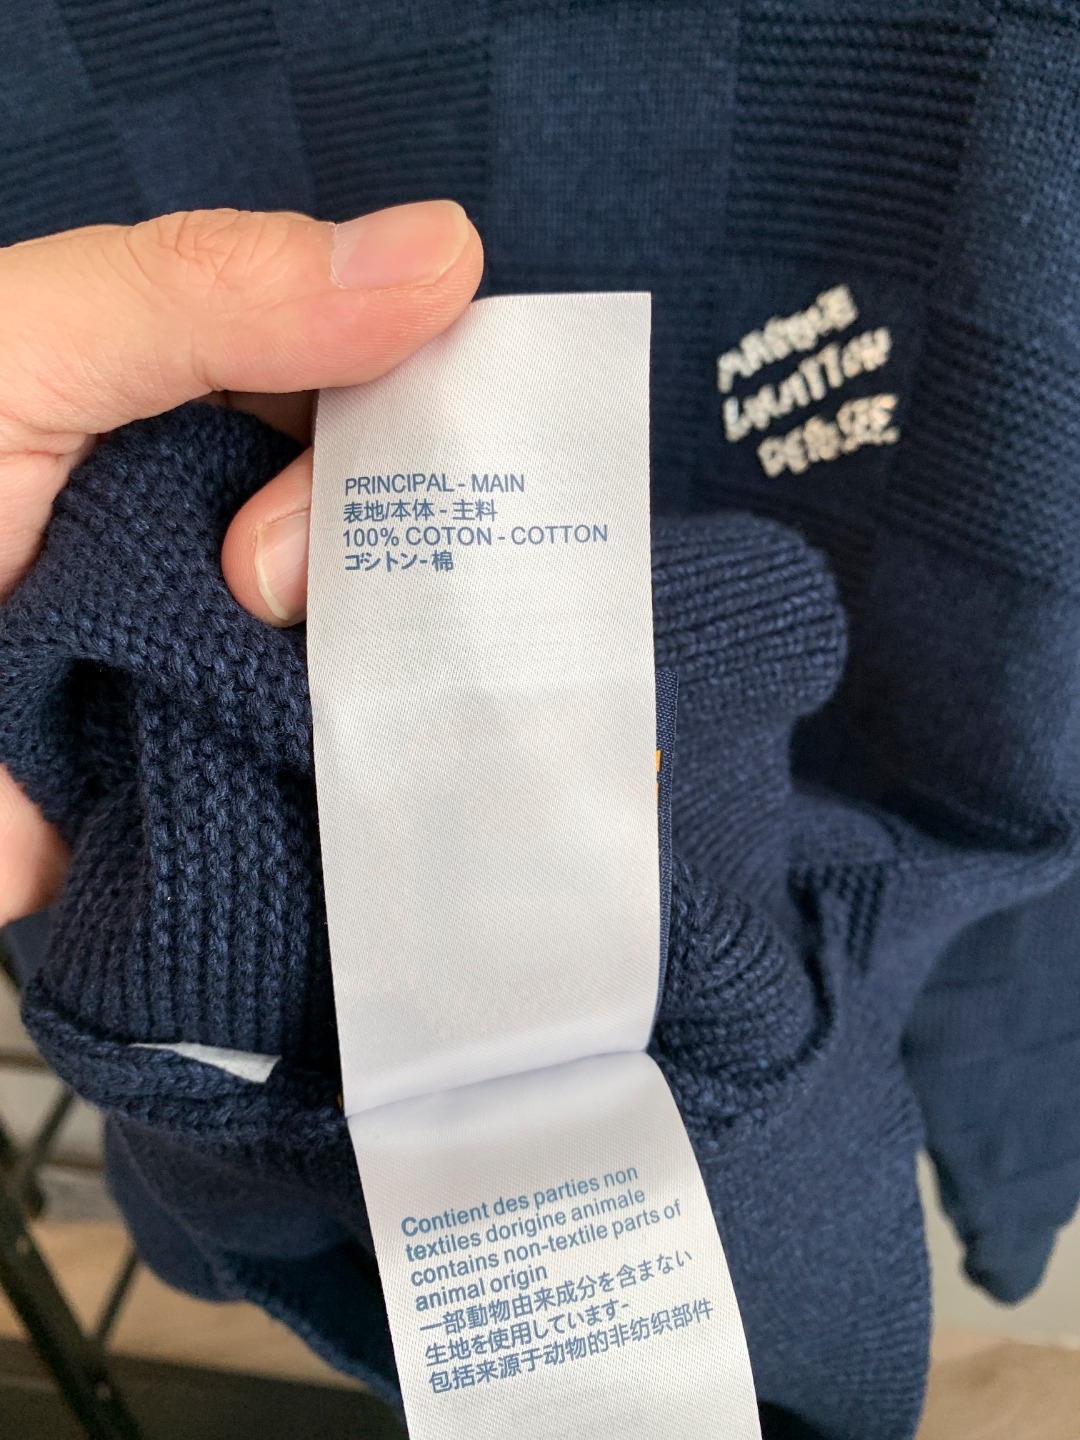 MARQUE
L.VUITTON
DÉPOSÉE
PRINCIPAL - MAIN
表地/本体 - 主料
100% COTON - COTTON
コシトン- 棉
Contient des parties non
textiles dorigine animale
contains non-textile parts of
animal origin
一部動物由来成分を含まない
生地を使用しています-
包括来源于动物的非纺织部件